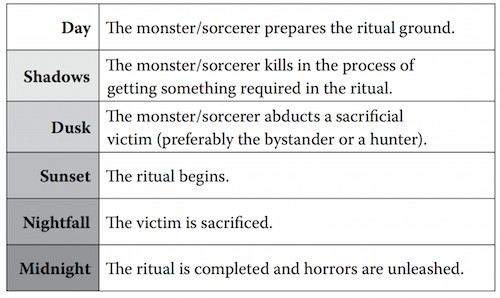 Day The monster/sorcerer prepares the ritual ground.
Shadows The monster/sorcerer kills in the process of
getting something required in the ritual.
Dusk The monster/sorcerer abducts a sacrificial
victim (preferably the bystander or a hunter).
Sunset The ritual begins.
Nightfall The victim is sacrificed.
Midnight The ritual is completed and horrors are unleashed.